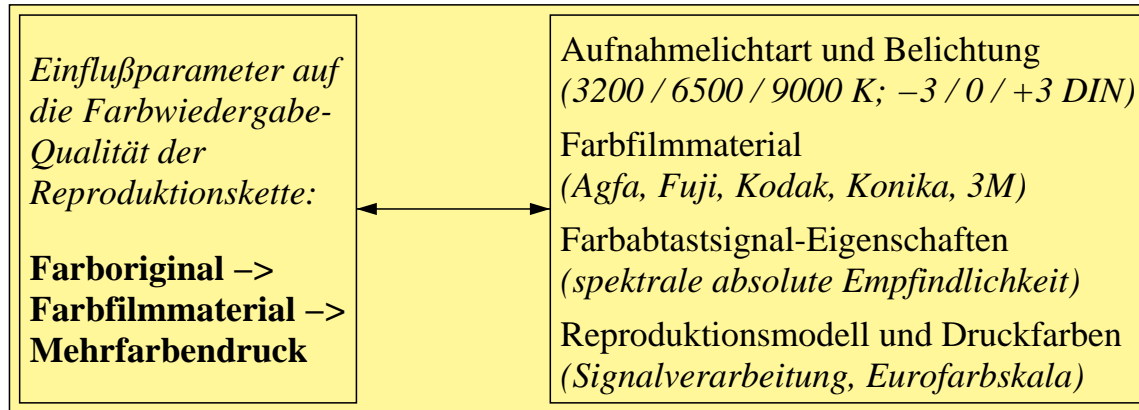 Einflußparameter auf
die Farbwiedergabe-
Qualität der
Reproduktionskette:
Farboriginal −>
Farbfilmmaterial −>
Mehrfarbendruck
Aufnahmelichtart und Belichtung
(3200 / 6500 / 9000 K; −3 / 0 / +3 DIN)
Farbfilmmaterial
(Agfa, Fuji, Kodak, Konika, 3M)
Farbabtastsignal-Eigenschaften
(spektrale absolute Empfindlichkeit)
Reproduktionsmodell und Druckfarben
(Signalverarbeitung, Eurofarbskala)